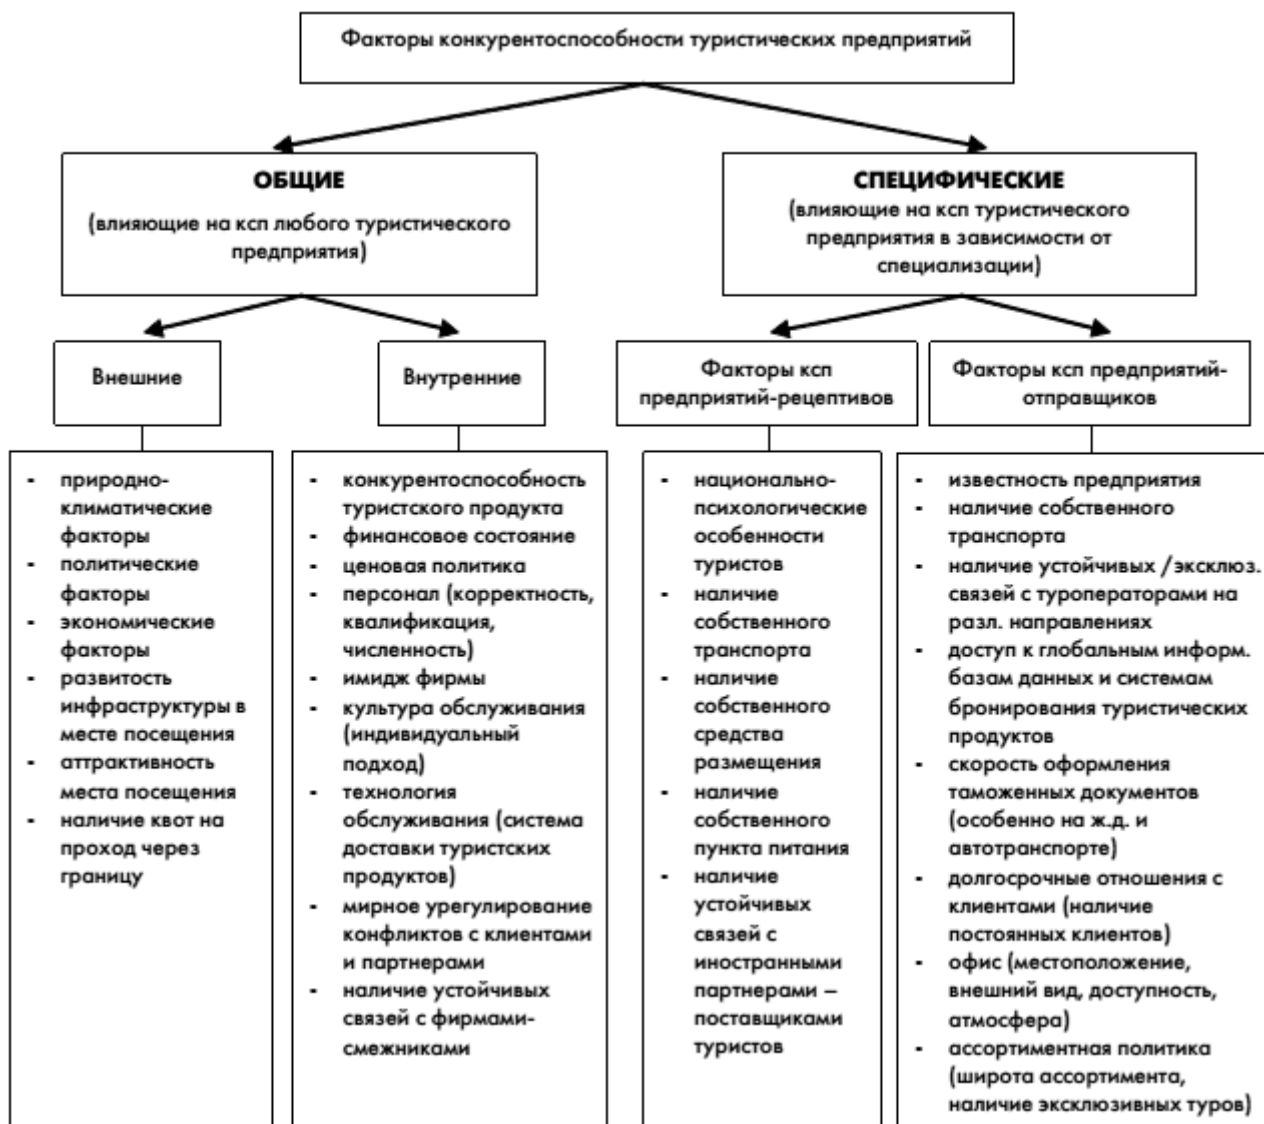 Факторы конкурентоспособности туристических предприятий
ОБЩИЕ
(влияющие на ксп любого туристического
предприятия)
СПЕЦИФИЧЕСКИЕ
(влияющие на ксп туристического
предприятия в зависимости от
специализации)
Внешние
Внутренние
Факторы ксп
предприятий-рецептивов
Факторы ксп предприятий-
отправщиков
- природно-
климатические
факторы
- политические
факторы
- экономические
факторы
- развитость
инфраструктуры в
месте посещения
- аттрактивность
места посещения
- наличие квот на
проход через
границу
- конкурентоспособность
туристского продукта
- финансовое состояние
- ценовая политика
- персонал (корректность,
квалификация,
численность)
- имидж фирмы
- культура обслуживания
(индивидуальный
подход)
- технология
обслуживания (система
доставки туристских
продуктов)
- мирное урегулирование
конфликтов с клиентами
и партнерами
- наличие устойчивых
связей с фирмами-
смежниками
- национально-
психологические
особенности
туристов
- наличие
собственного
транспорта
- наличие
собственного
средства
размещения
- наличие
собственного
пункта питания
- наличие
устойчивых
связей с
иностранными
партнерами –
поставщиками
туристов
- известность предприятия
- наличие собственного
транспорта
- наличие устойчивых /эксклюз.
связей с туроператорами на
разл. направлениях
- доступ к глобальным информ.
базам данных и системам
бронирования туристических
продуктов
- скорость оформления
таможенных документов
(особенно на ж.д. и
автотранспорте)
- долгосрочные отношения с
клиентами (наличие
постоянных клиентов)
- офис (местоположение,
внешний вид, доступность,
атмосфера)
- ассортиментная политика
(широта ассортимента,
наличие эксклюзивных туров)